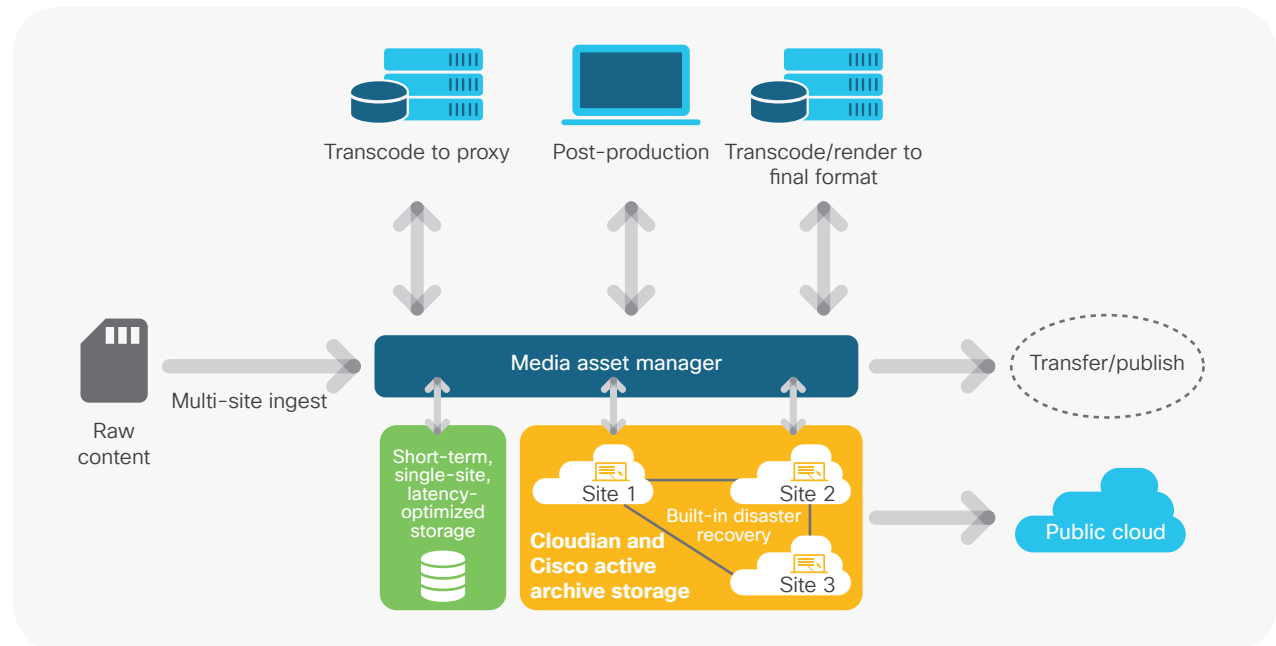 Transcode to proxy
Post-production
Transcode/render to
final format
Raw
content
Multi-site ingest
Media asset manager
Transfer/publish
Short-term,
single-site,
latency-
optimized
storage
Site 1
Site 2
Built-in disaster
recovery
Cloudian and
Cisco active
archive storage
Site 3
Public cloud